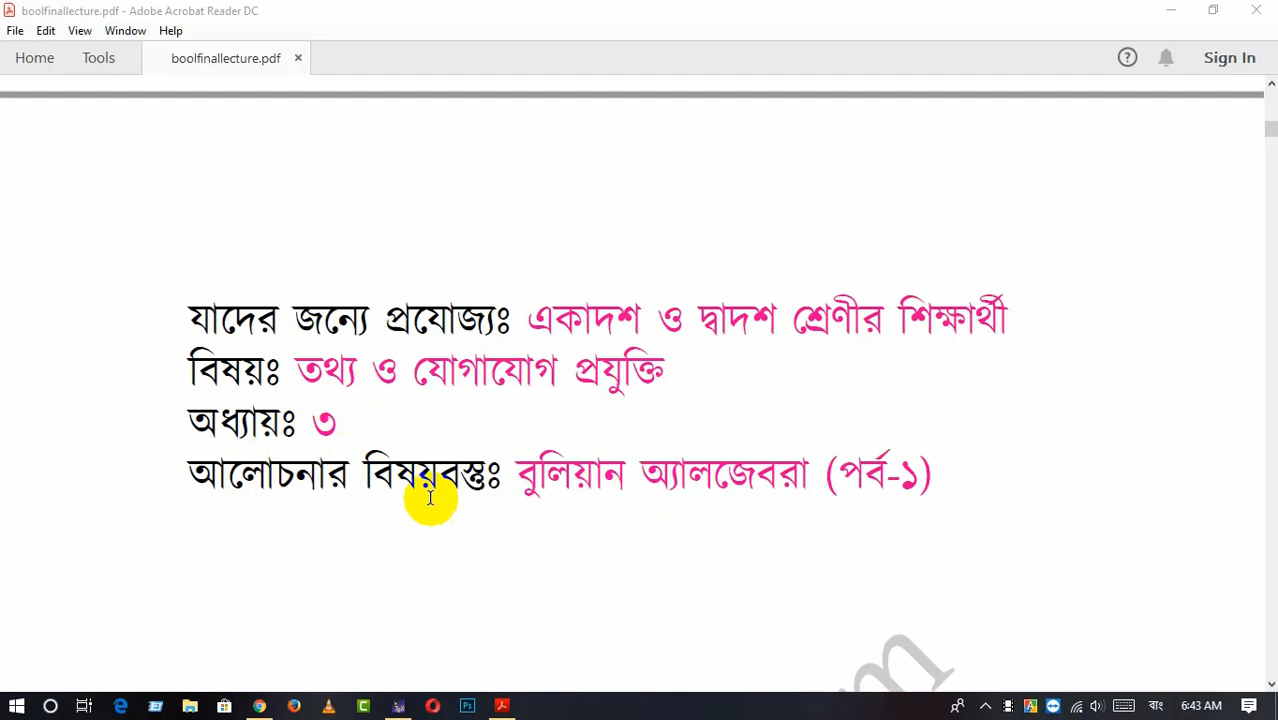 boolfinallecture.pdf - Adobe Acrobat Reader DC
File Edit View Window Help
Home Tools boolfinallecture.pdf × ? Sign In
যাদের জন্যে প্রযোজ্যঃ একাদশ ও দ্বাদশ শ্রেণীর শিক্ষার্থী
বিষয়ঃ তথ্য ও যোগাযোগ প্রযুক্তি
অধ্যায়ঃ ৩
আলোচনার বিষয়বস্তুঃ বুলিয়ান অ্যালজেবরা (পর্ব-১)
m
বাং 6:43 AM